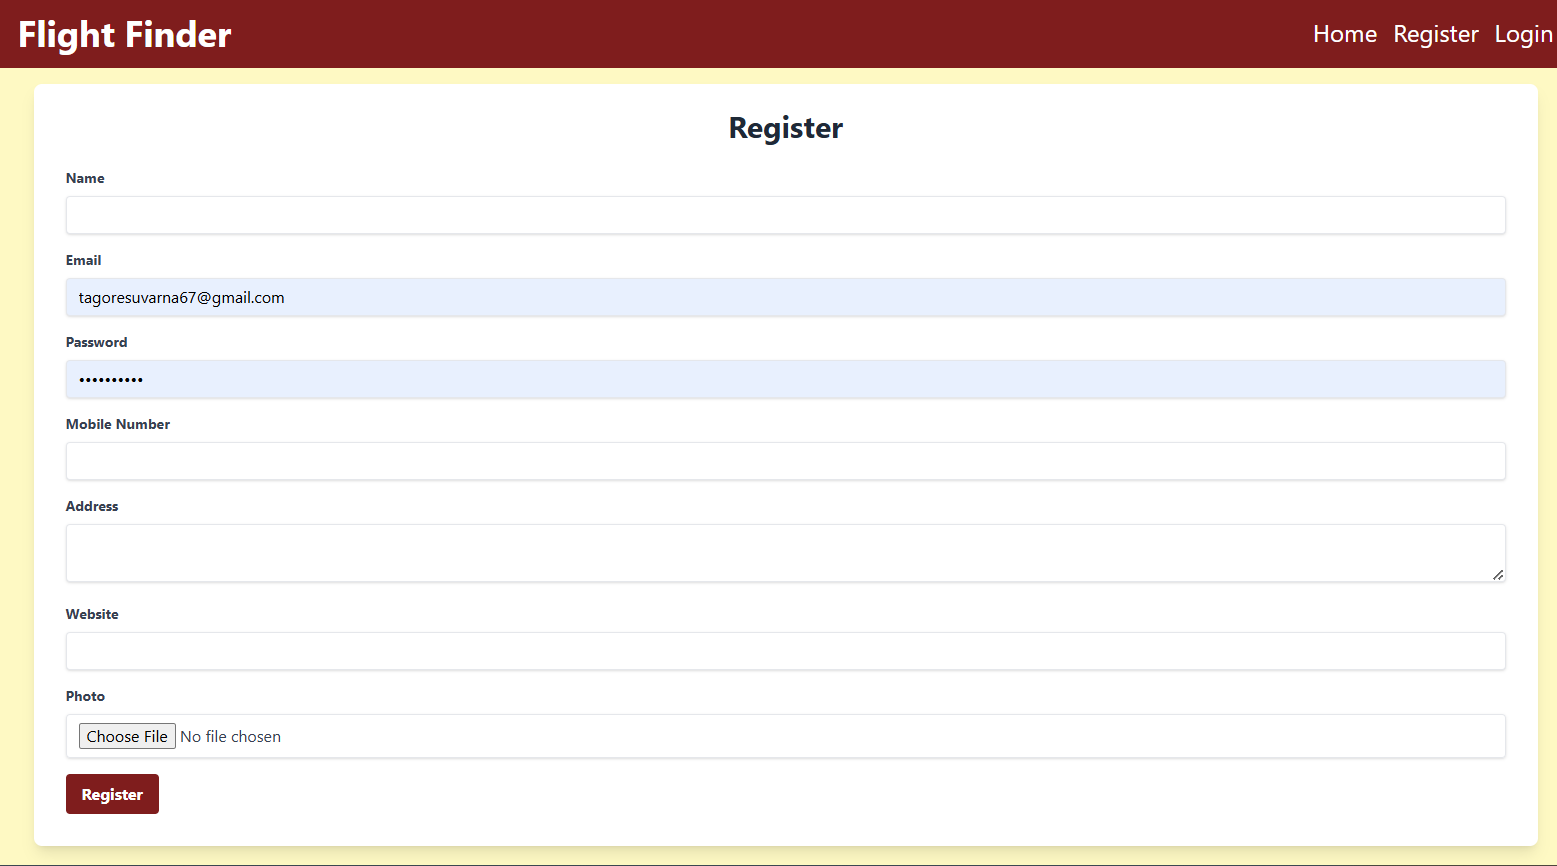 Flight Finder
Home Register Login
Register
Name
Email
tagoresuvarna67@gmail.com
Password
••••••••••
Mobile Number
Address
Website
Photo
Choose File No file chosen
Register